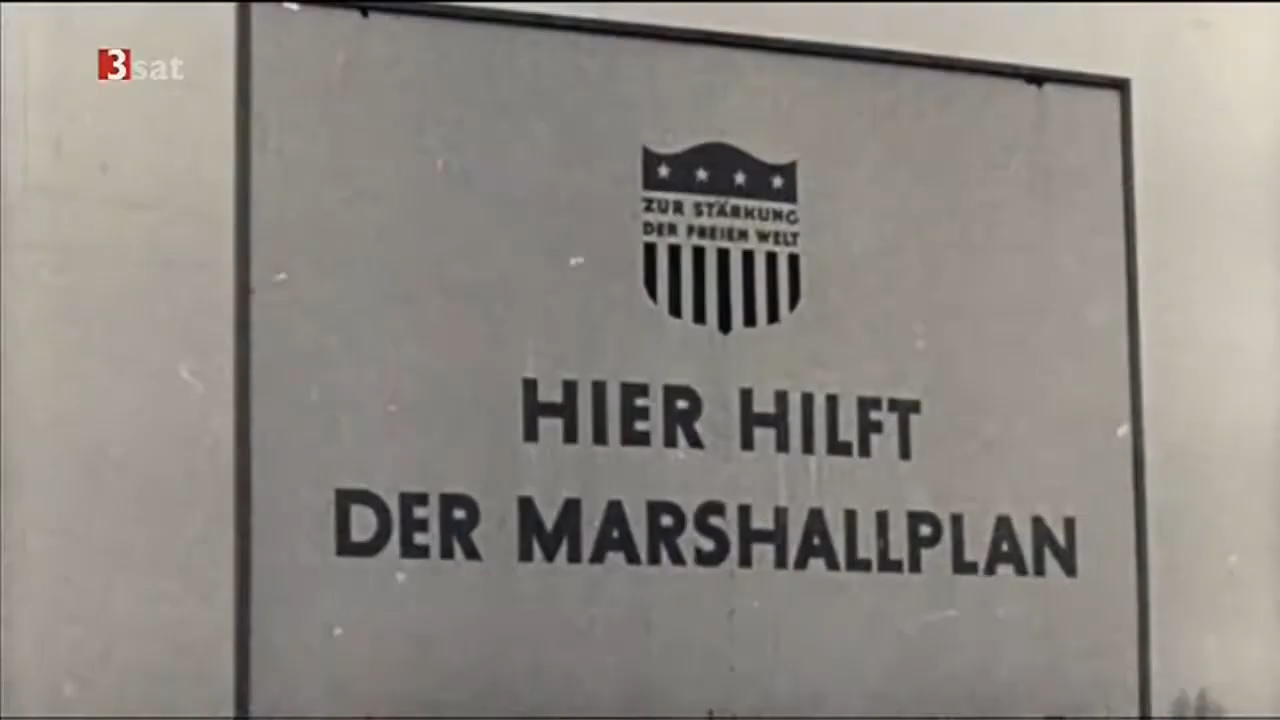 3sat
ZUR STÄRKUNG
DER FREIEN WELT
HIER HILFT
DER MARSHALLPLAN